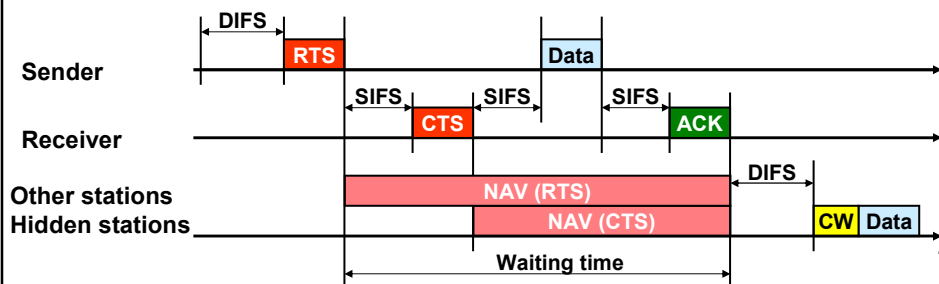 DIFS
RTS
Data
Sender
SIFS
SIFS
SIFS
CTS
ACK
Receiver
NAV (RTS)
DIFS
Other stations
Hidden stations
NAV (CTS)
CW
Data
Waiting time